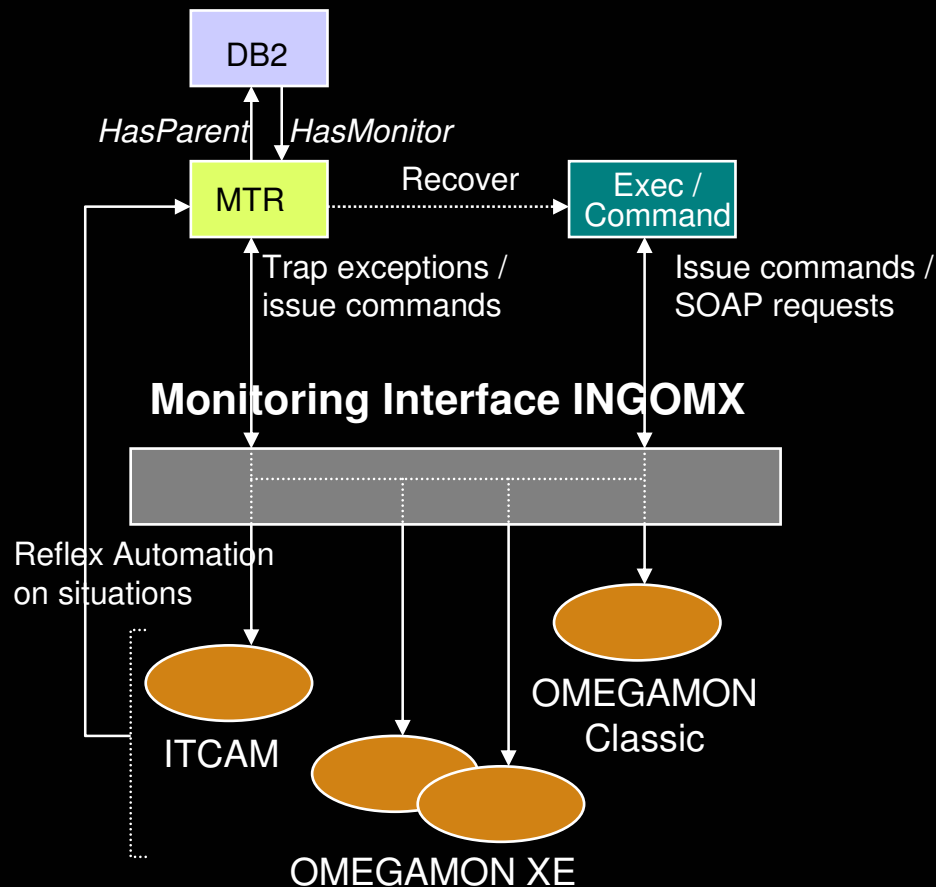 DB2
HasParent
HasMonitor
MTR
Recover
Exec /
Command
Trap exceptions /
issue commands
Issue commands /
SOAP requests
Monitoring Interface INGOMX
Reflex Automation
on situations
ITCAM
OMEGAMON
Classic
OMEGAMON XE